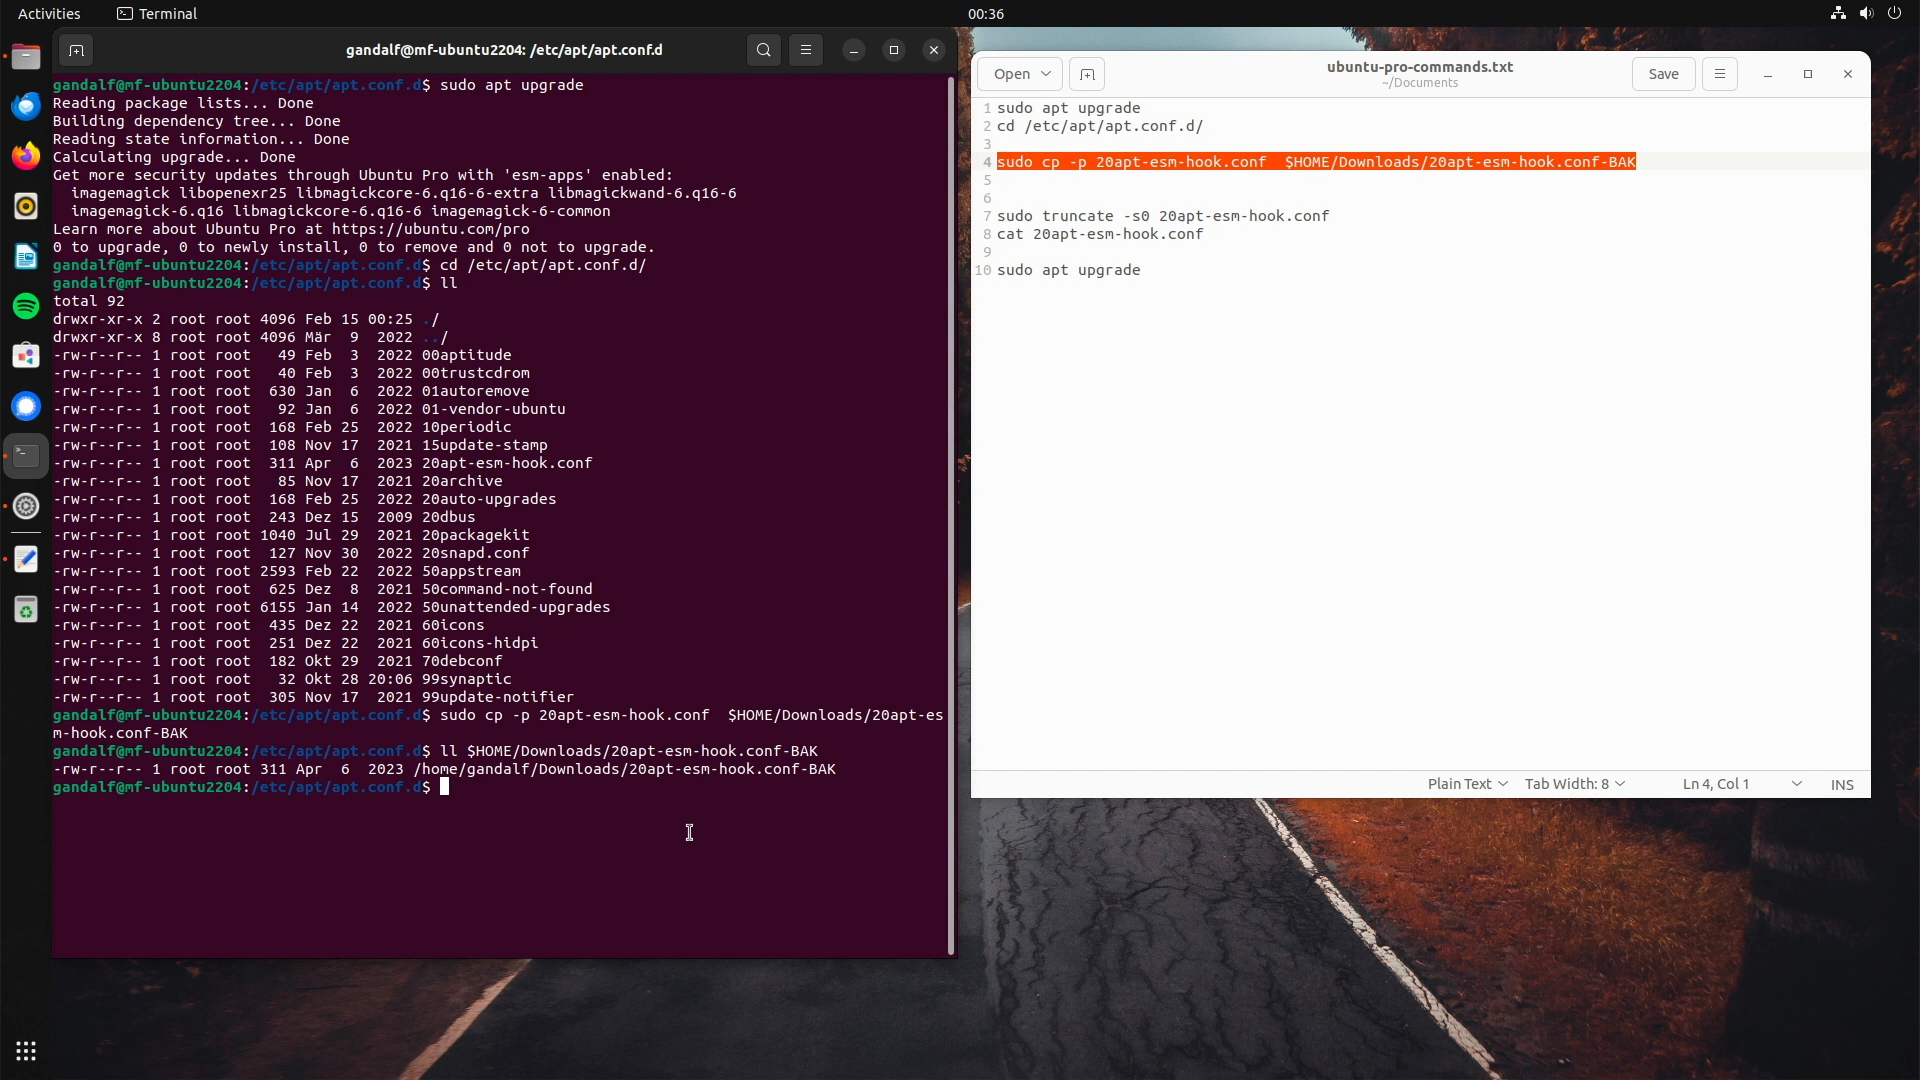 Activities
Terminal
00:36
gandalf@mf-ubuntu2204: /etc/apt/apt.conf.d
gandalf@mf-ubuntu2204:/etc/apt/apt.conf.d$ sudo apt upgrade
Reading package lists... Done
Building dependency tree... Done
Reading state information... Done
Calculating upgrade... Done
Get more security updates through Ubuntu Pro with 'esm-apps' enabled:
  imagemagick libopenexr25 libmagickcore-6.q16-6-extra libmagickwand-6.q16-6
  imagemagick-6.q16 libmagickcore-6.q16-6 imagemagick-6-common
Learn more about Ubuntu Pro at https://ubuntu.com/pro
0 to upgrade, 0 to newly install, 0 to remove and 0 not to upgrade.
gandalf@mf-ubuntu2204:/etc/apt/apt.conf.d$ cd /etc/apt/apt.conf.d/
gandalf@mf-ubuntu2204:/etc/apt/apt.conf.d$ ll
total 92
drwxr-xr-x 2 root root 4096 Feb 15 00:25 ./
drwxr-xr-x 8 root root 4096 Mär  9  2022 ../
-rw-r--r-- 1 root root   49 Feb  3  2022 00aptitude
-rw-r--r-- 1 root root   40 Feb  3  2022 00trustcdrom
-rw-r--r-- 1 root root  630 Jan  6  2022 01autoremove
-rw-r--r-- 1 root root   92 Jan  6  2022 01-vendor-ubuntu
-rw-r--r-- 1 root root  168 Feb 25  2022 10periodic
-rw-r--r-- 1 root root  108 Nov 17  2021 15update-stamp
-rw-r--r-- 1 root root  311 Apr  6  2023 20apt-esm-hook.conf
-rw-r--r-- 1 root root   85 Nov 17  2021 20archive
-rw-r--r-- 1 root root  168 Feb 25  2022 20auto-upgrades
-rw-r--r-- 1 root root  243 Dez 15  2009 20dbus
-rw-r--r-- 1 root root 1040 Jul 29  2021 20packagekit
-rw-r--r-- 1 root root  127 Nov 30  2022 20snapd.conf
-rw-r--r-- 1 root root 2593 Feb 22  2022 50appstream
-rw-r--r-- 1 root root  625 Dez  8  2021 50command-not-found
-rw-r--r-- 1 root root 6155 Jan 14  2022 50unattended-upgrades
-rw-r--r-- 1 root root  435 Dez 22  2021 60icons
-rw-r--r-- 1 root root  251 Dez 22  2021 60icons-hidpi
-rw-r--r-- 1 root root  182 Okt 29  2021 70debconf
-rw-r--r-- 1 root root   32 Okt 28 20:06 99synaptic
-rw-r--r-- 1 root root  305 Nov 17  2021 99update-notifier
gandalf@mf-ubuntu2204:/etc/apt/apt.conf.d$ sudo cp -p 20apt-esm-hook.conf  $HOME/Downloads/20apt-es
m-hook.conf-BAK
gandalf@mf-ubuntu2204:/etc/apt/apt.conf.d$ ll $HOME/Downloads/20apt-esm-hook.conf-BAK
-rw-r--r-- 1 root root 311 Apr  6  2023 /home/gandalf/Downloads/20apt-esm-hook.conf-BAK
gandalf@mf-ubuntu2204:/etc/apt/apt.conf.d$
Open
ubuntu-pro-commands.txt
~/Documents
Save
1 sudo apt upgrade
2 cd /etc/apt/apt.conf.d/
3
4 sudo cp -p 20apt-esm-hook.conf  $HOME/Downloads/20apt-esm-hook.conf-BAK
5
6
7 sudo truncate -s0 20apt-esm-hook.conf
8 cat 20apt-esm-hook.conf
9
10 sudo apt upgrade
Plain Text
Tab Width: 8
Ln 4, Col 1
INS